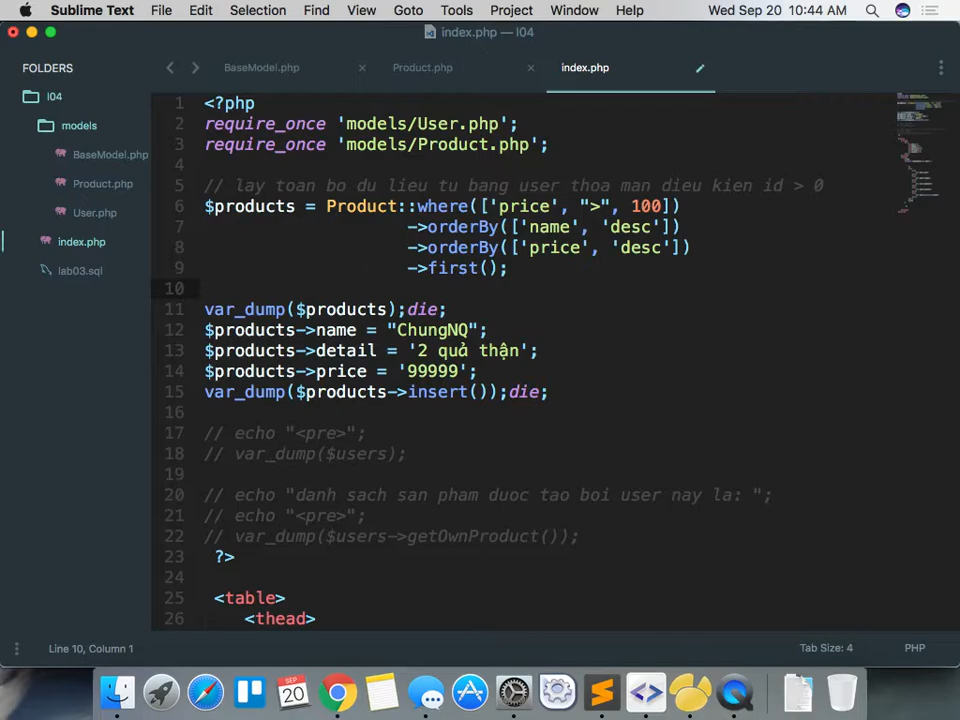 Sublime Text File Edit Selection Find View Goto Tools Project Window Help Wed Sep 20 10:44 AM
index.php — l04
FOLDERS
l04
models
BaseModel.php
Product.php
User.php
index.php
lab03.sql
BaseModel.php × Product.php × index.php
1 <?php
2 require_once 'models/User.php';
3 require_once 'models/Product.php';
4
5 // lay toan bo du lieu tu bang user thoa man dieu kien id > 0
6 $products = Product::where(['price', ">", 100])
7 ->orderBy(['name', 'desc'])
8 ->orderBy(['price', 'desc'])
9 ->first();
10
11 var_dump($products);die;
12 $products->name = "ChungNQ";
13 $products->detail = '2 quả thận';
14 $products->price = '99999';
15 var_dump($products->insert());die;
16
17 // echo "<pre>";
18 // var_dump($users);
19
20 // echo "danh sach san pham duoc tao boi user nay la: ";
21 // echo "<pre>";
22 // var_dump($users->getOwnProduct());
23 ?>
24
25 <table>
26 <thead>
Line 10, Column 1 Tab Size: 4 PHP
SEP
20